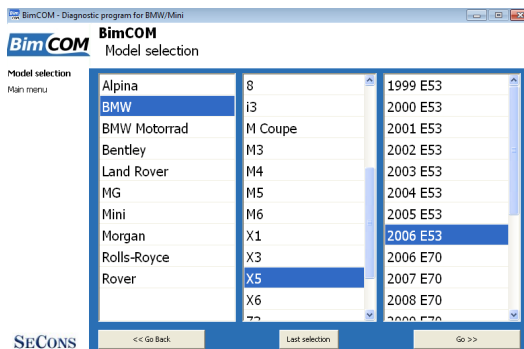 BimCOM - Diagnostic program for BMW/Mini
BimCOM
BimCOM
Model selection
Model selection
Main menu
Alpina
BMW
BMW Motorrad
Bentley
Land Rover
MG
Mini
Morgan
Rolls-Royce
Rover
8
i3
M Coupe
M3
M4
M5
M6
X1
X3
X5
X6
Z3
1999 E53
2000 E53
2001 E53
2002 E53
2003 E53
2004 E53
2005 E53
2006 E53
2006 E70
2007 E70
2008 E70
2009 E70
SECONS
<< Go Back
Last selection
Go >>